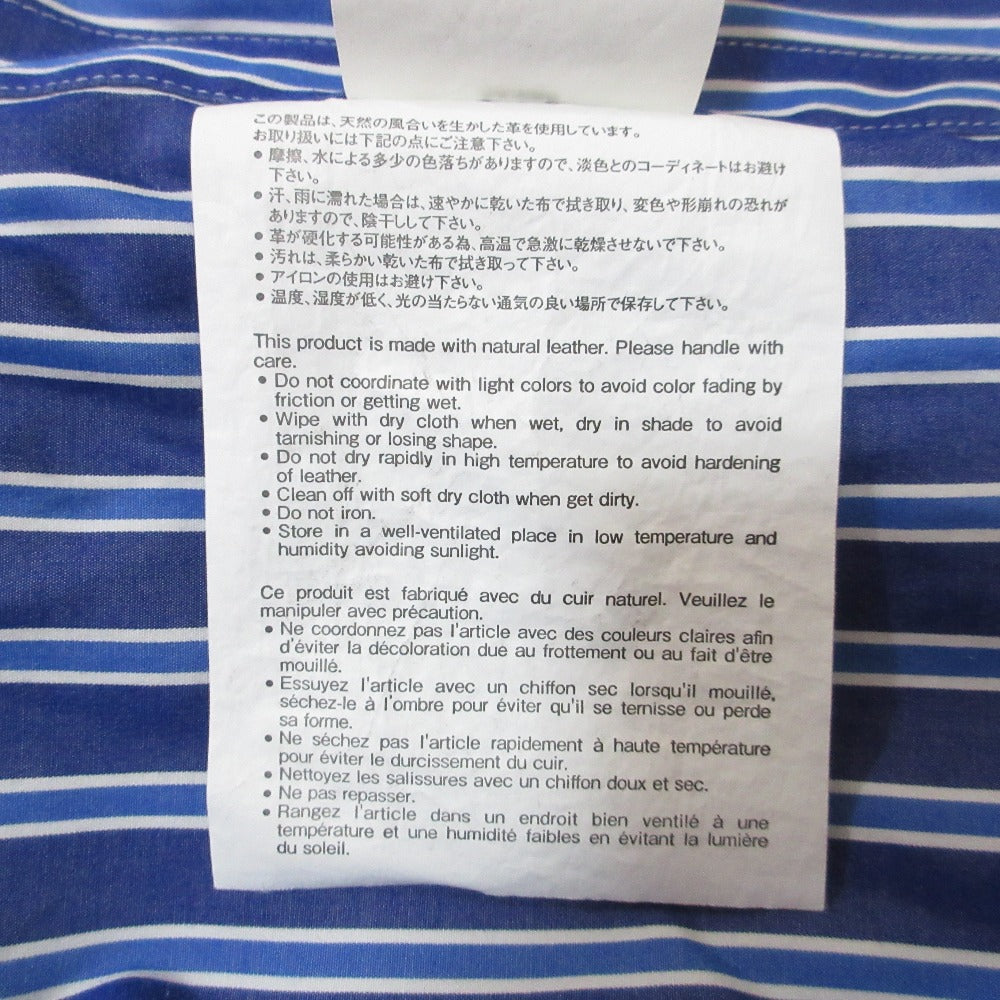 この製品は、天然の風合いを生かした革を使用しています。
お取り扱いには下記の点にご注意下さい。
● 摩擦、水による多少の色落ちがありますので、淡色とのコーディネートはお避け
下さい。
● 汗、雨に濡れた場合は、速やかに乾いた布で拭き取り、変色や形崩れの恐れが
ありますので、陰干しして下さい。
● 革が硬化する可能性がある為、高温で急激に乾燥させないで下さい。
● 汚れは、柔らかい乾いた布で拭き取って下さい。
● アイロンの使用はお避け下さい。
● 温度、湿度が低く、光の当たらない通気の良い場所で保存して下さい。
This product is made with natural leather. Please handle with
care.
● Do not coordinate with light colors to avoid color fading by
friction or getting wet.
● Wipe with dry cloth when wet, dry in shade to avoid
tarnishing or losing shape.
● Do not dry rapidly in high temperature to avoid hardening
of leather.
● Clean off with soft dry cloth when get dirty.
● Do not iron.
● Store in a well-ventilated place in low temperature and
humidity avoiding sunlight.
Ce produit est fabriqué avec du cuir naturel. Veuillez le
manipuler avec précaution.
● Ne coordonnez pas l'article avec des couleurs claires afin
d'éviter la décoloration due au frottement ou au fait d'être
mouillé.
● Essuyez l'article avec un chiffon sec lorsqu'il mouillé,
séchez-le à l'ombre pour éviter qu'il se ternisse ou perde
sa forme.
● Ne séchez pas l'article rapidement à haute température
pour éviter le durcissement du cuir.
● Nettoyez les salissures avec un chiffon doux et sec.
● Ne pas repasser.
● Rangez l'article dans un endroit bien ventilé à une
température et une humidité faibles en évitant la lumière
du soleil.